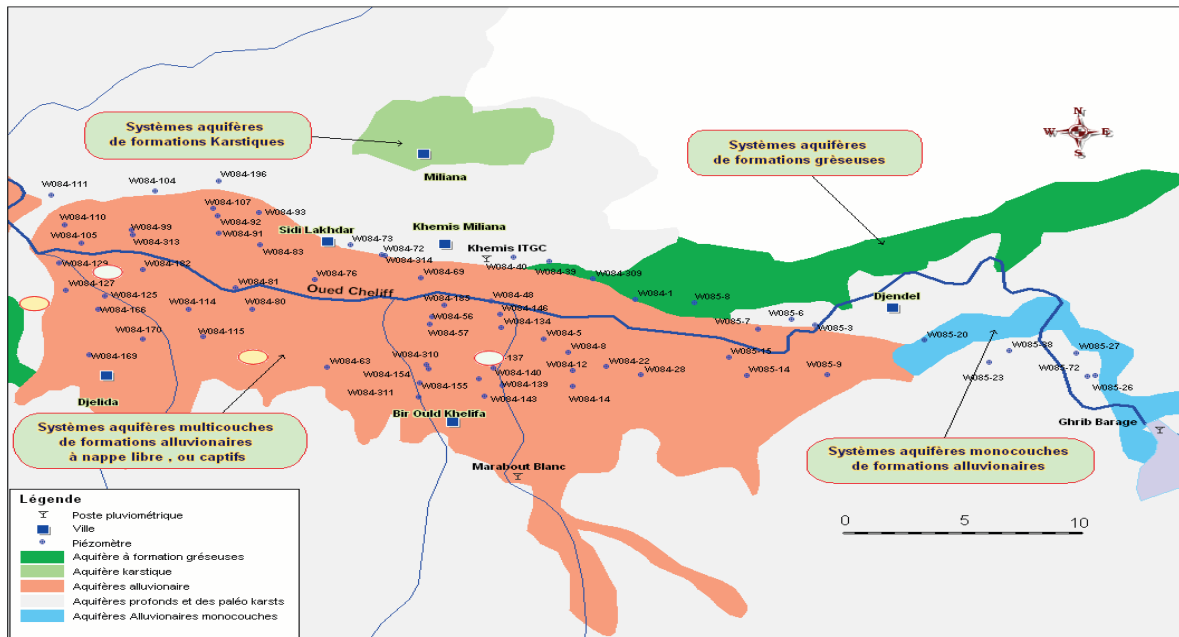 Systèmes aquifères
de formations Karstiques
Systèmes aquifères
de formations grèseuses
N
W E
S
Miliana
W084-111
W084-104
W084-196
W084-107
W084-93
W084-110
W084-99
W084-92
W084-105
W084-313
W084-91
W084-83
Sidi Lakhdar
W084-73
Khemis Miliana
W084-72
W084-314
Khemis ITGC
W084-40
W084-39
W084-309
W084-129
W084-182
W084-76
W084-69
W084-127
W084-125
W084-81
Oued Cheliff
W084-185
W084-48
W084-1
W085-8
Djendel
W084-166
W084-114
W084-80
W084-56
W084-146
W084-134
W085-7
W085-6
W085-3
W084-170
W084-115
W084-57
W084-5
W085-20
W084-169
W084-63
W084-310
-137
W084-8
W084-22
W085-15
W085-38
W085-27
W084-154
W084-140
W084-12
W084-28
W085-14
W085-9
W085-23
W085-72
W085-26
W084-311
W084-155
W084-139
W084-143
W084-14
Djelida
Bir Ould Khelifa
Ghrib Barage
Systèmes aquifères multicouches
de formations alluvionaires
à nappe libre , ou captifs
Systèmes aquifères monocouches
de formations alluvionaires
Marabout Blanc
0 5 10
Légende
Poste pluviométrique
Ville
Piézomètre
Aquifère à formation gréseuses
Aquifère karstique
Aquifères alluvionaire
Aquifères profonds et des paléo karsts
Aquifères Alluvionaires monocouches